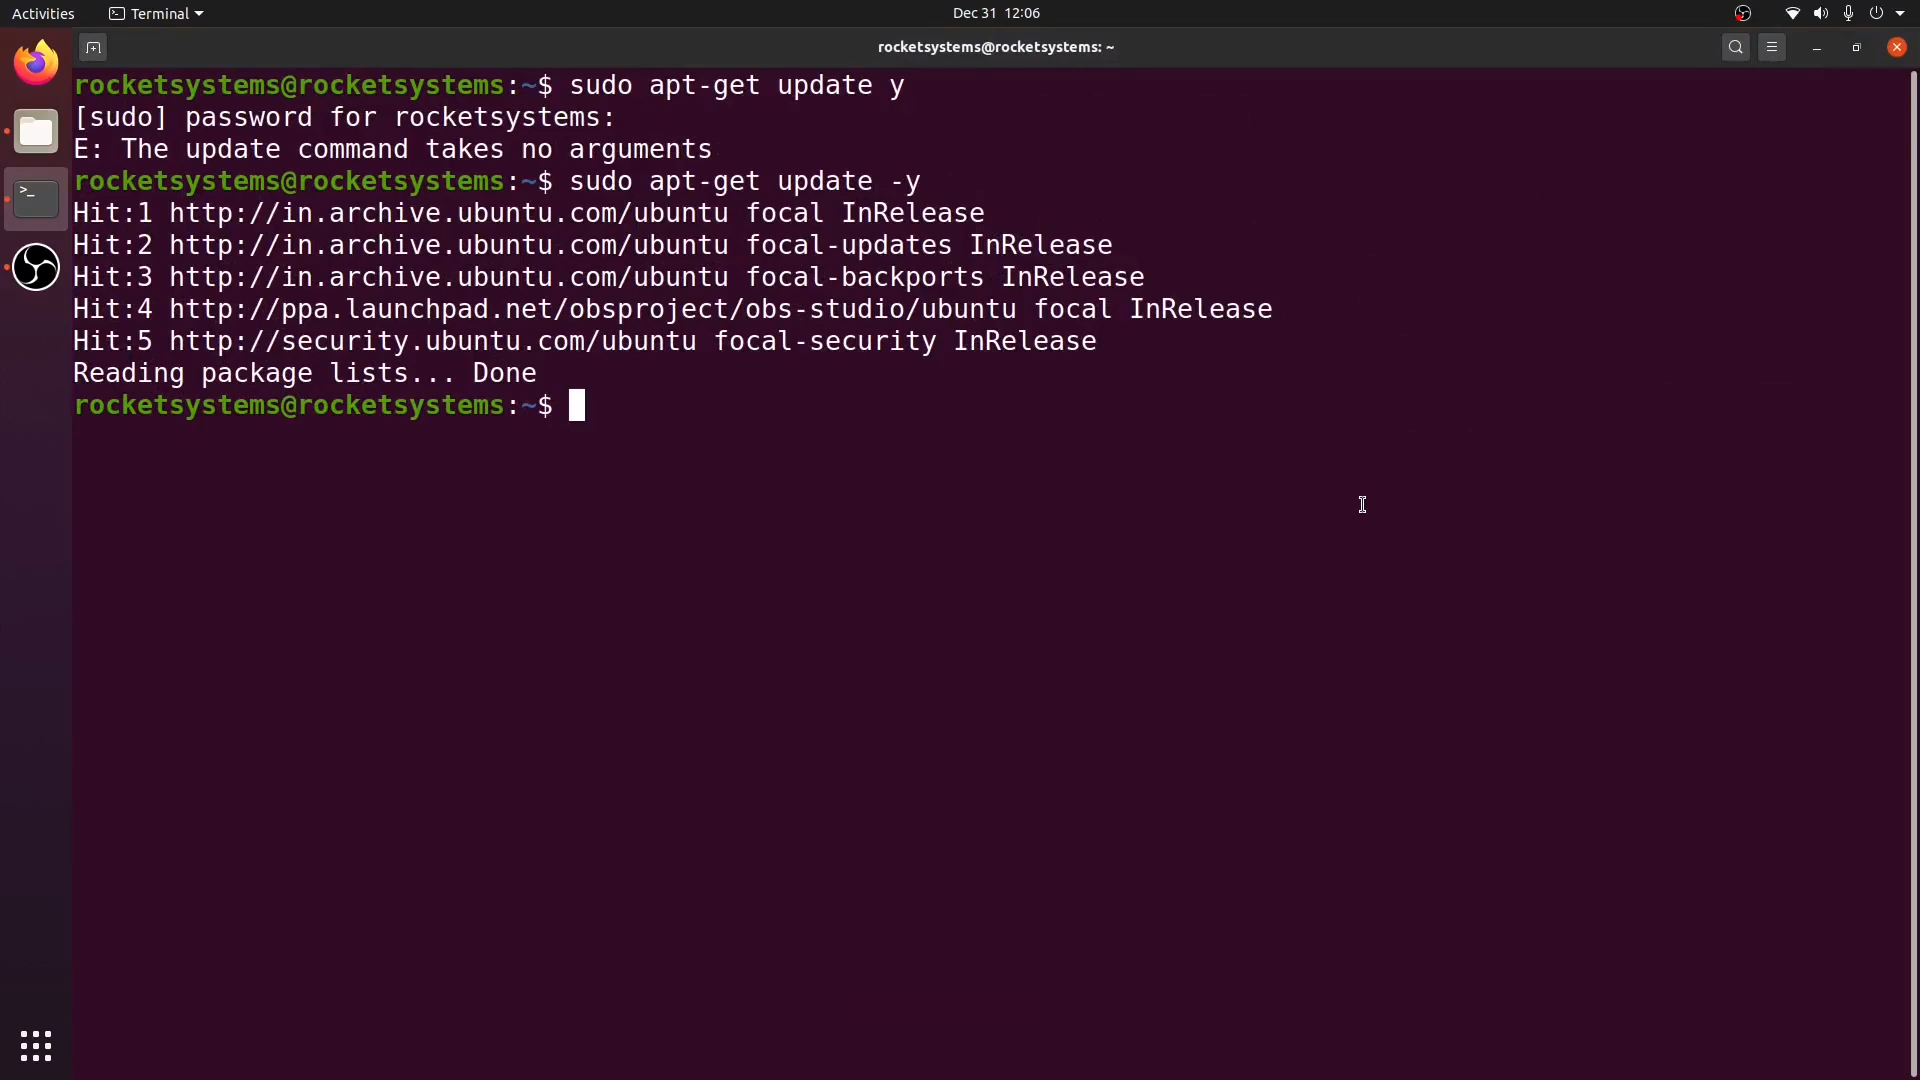 Activities Terminal Dec 31 12:06
rocketsystems@rocketsystems: ~
rocketsystems@rocketsystems:~$ sudo apt-get update y
[sudo] password for rocketsystems:
E: The update command takes no arguments
rocketsystems@rocketsystems:~$ sudo apt-get update -y
Hit:1 http://in.archive.ubuntu.com/ubuntu focal InRelease
Hit:2 http://in.archive.ubuntu.com/ubuntu focal-updates InRelease
Hit:3 http://in.archive.ubuntu.com/ubuntu focal-backports InRelease
Hit:4 http://ppa.launchpad.net/obsproject/obs-studio/ubuntu focal InRelease
Hit:5 http://security.ubuntu.com/ubuntu focal-security InRelease
Reading package lists... Done
rocketsystems@rocketsystems:~$